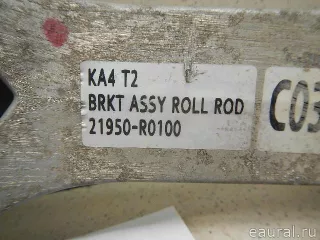 KA4 T2
BRKT ASSY ROLL ROD
21950-R0100
C03
eaural.ru